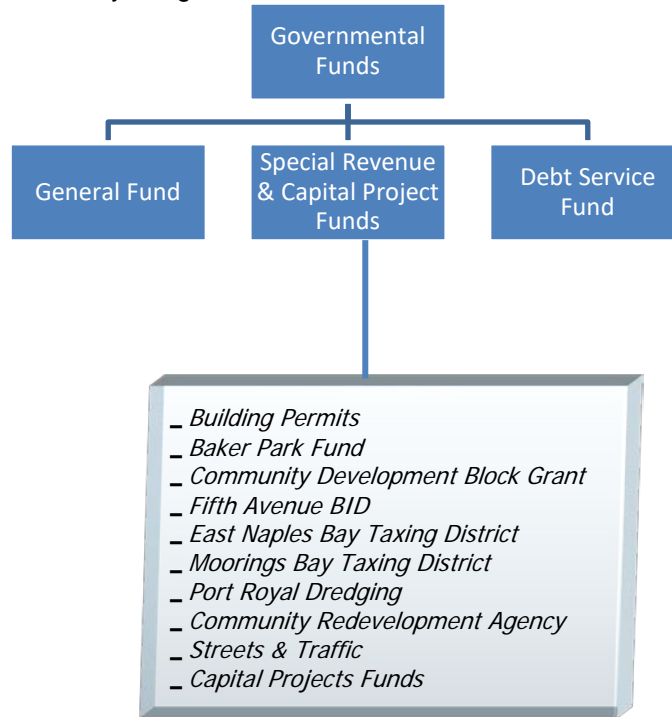 Governmental
Funds
General Fund
Special Revenue
& Capital Project
Funds
Debt Service
Fund
_ Building Permits
_ Baker Park Fund
_ Community Development Block Grant
_ Fifth Avenue BID
_ East Naples Bay Taxing District
_ Moorings Bay Taxing District
_ Port Royal Dredging
_ Community Redevelopment Agency
_ Streets & Traffic
_ Capital Projects Funds